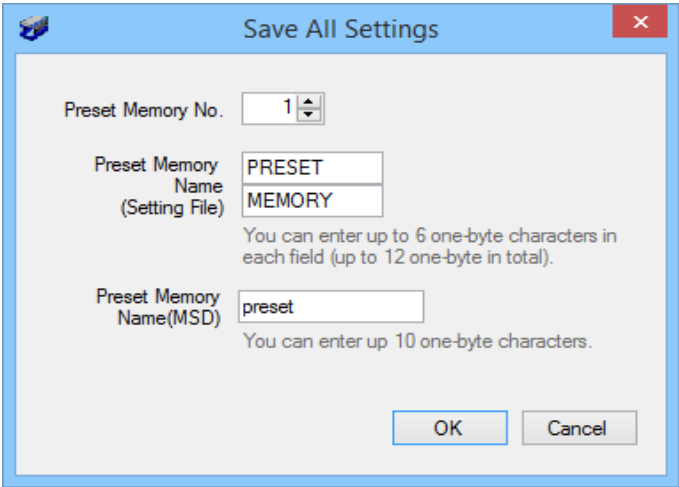 Save All Settings
Preset Memory No.
1
Preset Memory
Name
(Setting File)
PRESET
MEMORY
You can enter up to 6 one-byte characters in
each field (up to 12 one-byte in total).
Preset Memory
Name(MSD)
preset
You can enter up 10 one-byte characters.
OK
Cancel